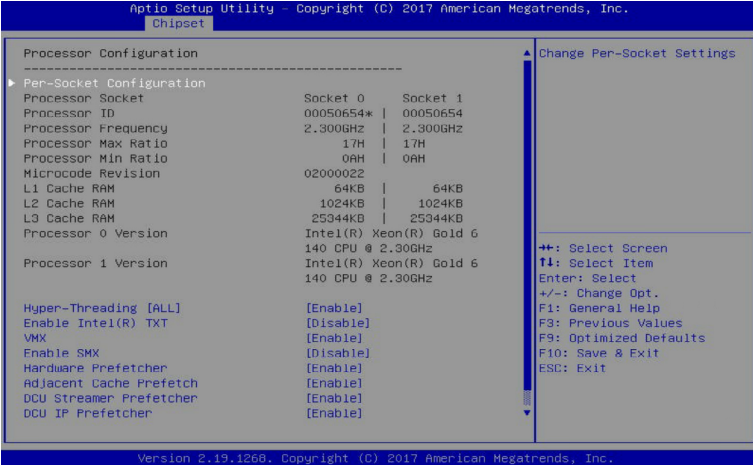 Aptio Setup Utility – Copyright (C) 2017 American Megatrends, Inc.
Chipset
Processor Configuration
--------------------------------------------------
Per-Socket Configuration
Processor Socket Socket 0 Socket 1
Processor ID 00050654* | 00050654
Processor Frequency 2.300GHz | 2.300GHz
Processor Max Ratio 17H | 17H
Processor Min Ratio 0AH | 0AH
Microcode Revision 02000022
L1 Cache RAM 64KB | 64KB
L2 Cache RAM 1024KB | 1024KB
L3 Cache RAM 25344KB | 25344KB
Processor 0 Version Intel(R) Xeon(R) Gold 6
140 CPU @ 2.30GHz
Processor 1 Version Intel(R) Xeon(R) Gold 6
140 CPU @ 2.30GHz
Hyper-Threading [ALL] [Enable]
Enable Intel(R) TXT [Disable]
VMX [Enable]
Enable SMX [Disable]
Hardware Prefetcher [Enable]
Adjacent Cache Prefetch [Enable]
DCU Streamer Prefetcher [Enable]
DCU IP Prefetcher [Enable]
Change Per-Socket Settings
→←: Select Screen
↑↓: Select Item
Enter: Select
+/-: Change Opt.
F1: General Help
F3: Previous Values
F9: Optimized Defaults
F10: Save & Exit
ESC: Exit
Version 2.19.1268. Copyright (C) 2017 American Megatrends, Inc.